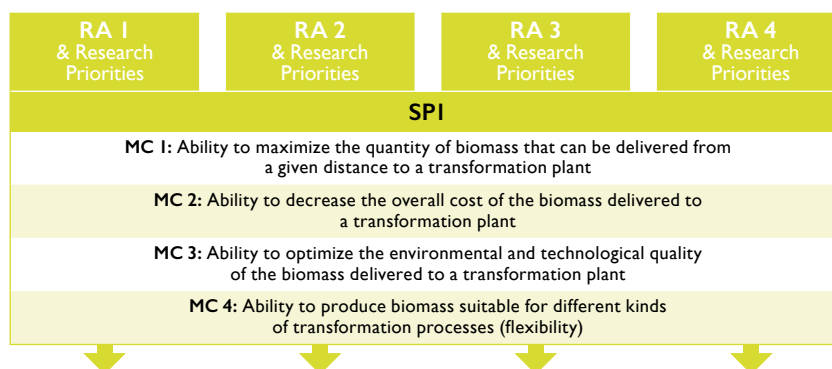 RA 1
& Research
Priorities
RA 2
& Research
Priorities
RA 3
& Research
Priorities
RA 4
& Research
Priorities
SP1
MC 1: Ability to maximize the quantity of biomass that can be delivered from
a given distance to a transformation plant
MC 2: Ability to decrease the overall cost of the biomass delivered to
a transformation plant
MC 3: Ability to optimize the environmental and technological quality
of the biomass delivered to a transformation plant
MC 4: Ability to produce biomass suitable for different kinds
of transformation processes (flexibility)